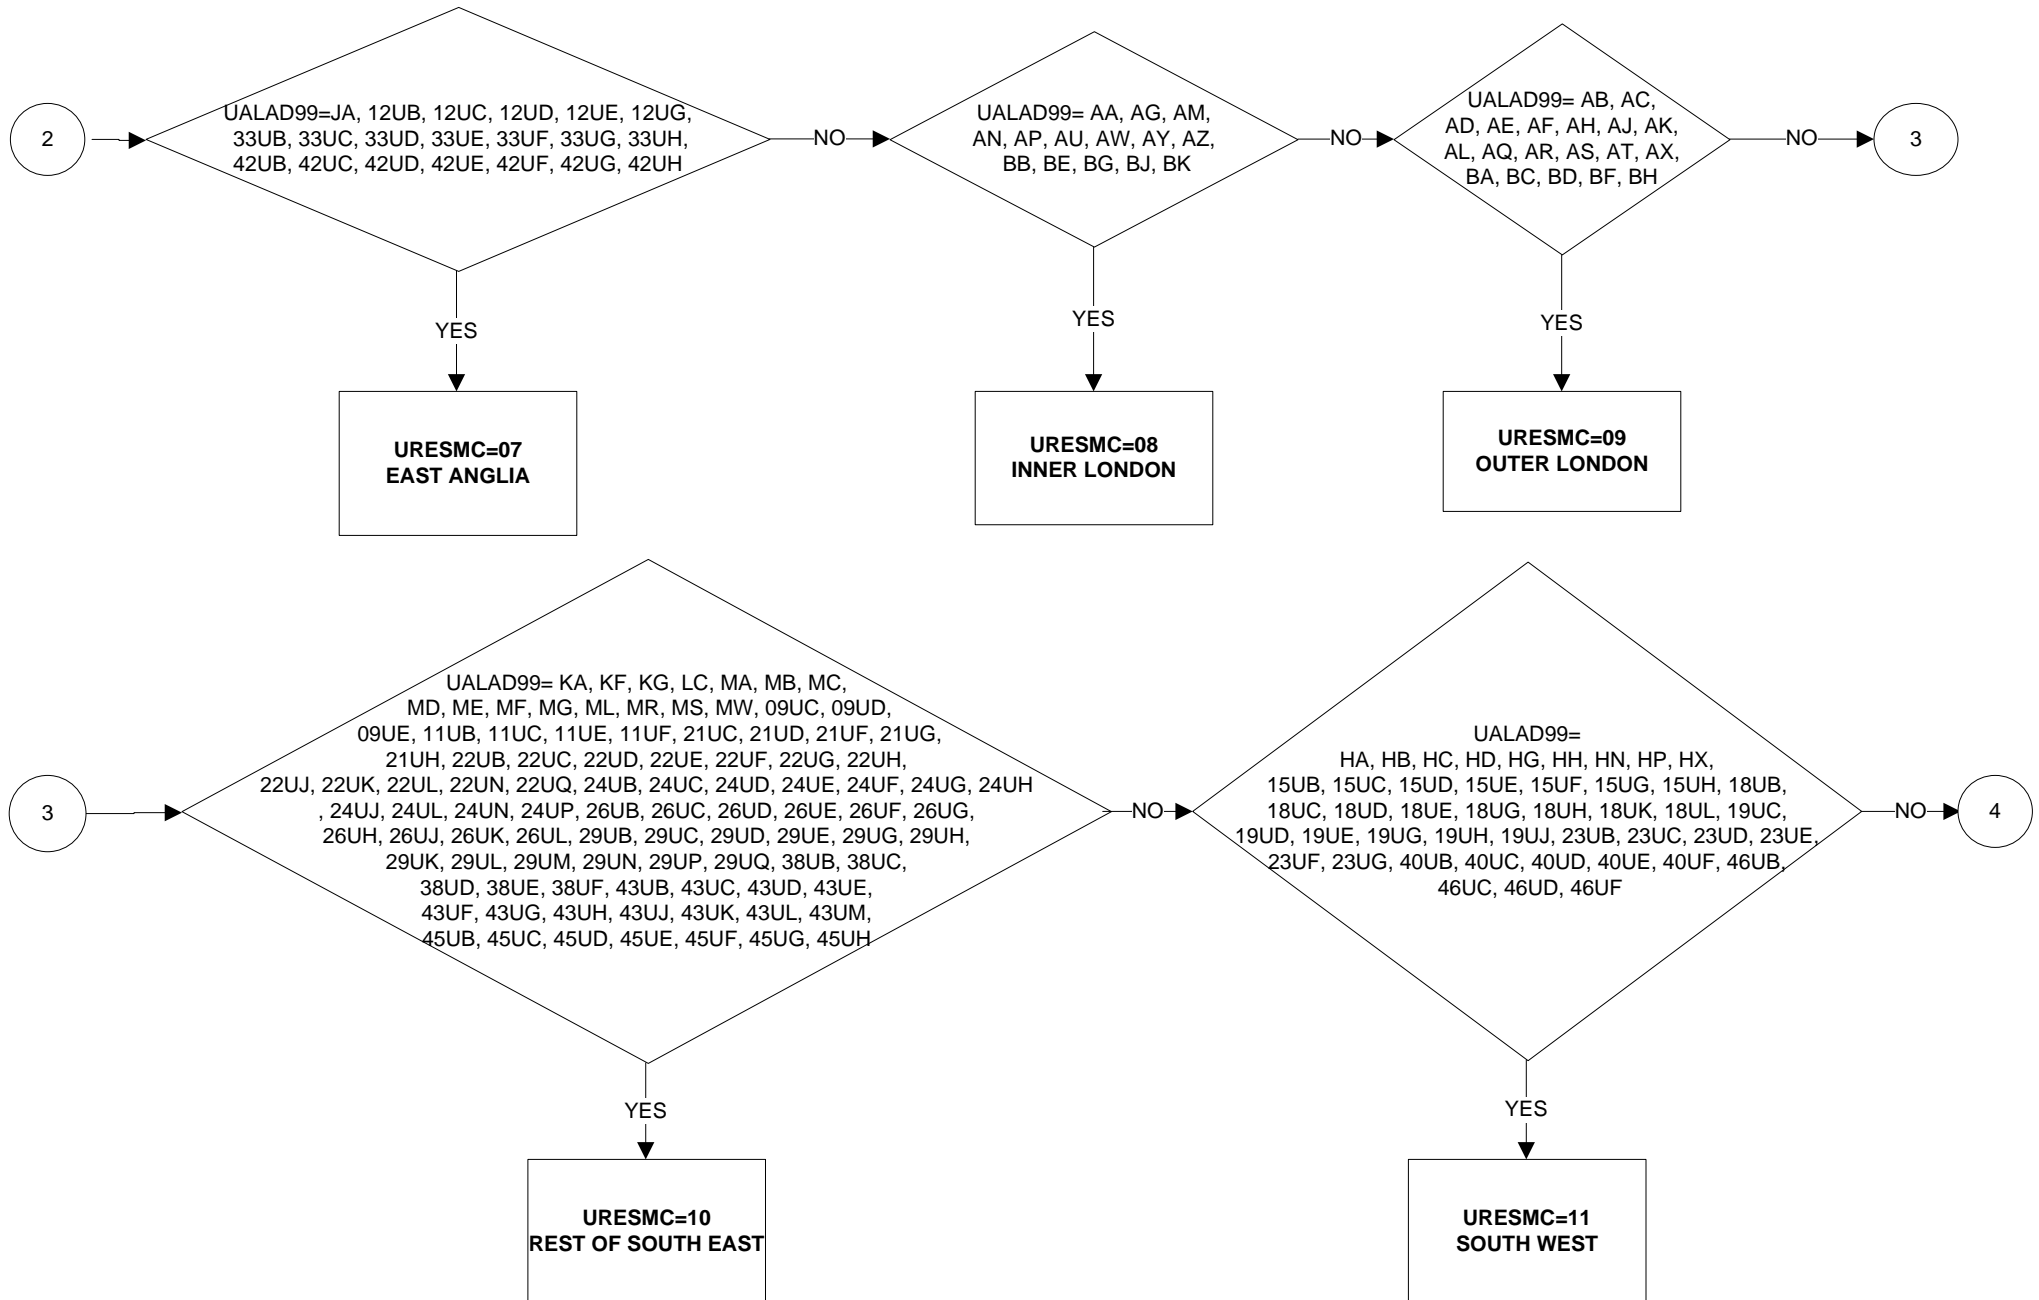 2
UALAD99=JA, 12UB, 12UC, 12UD, 12UE, 12UG,
33UB, 33UC, 33UD, 33UE, 33UF, 33UG, 33UH,
42UB, 42UC, 42UD, 42UE, 42UF, 42UG, 42UH
NO
UALAD99= AA, AG, AM,
AN, AP, AU, AW, AY, AZ,
BB, BE, BG, BJ, BK
NO
UALAD99= AB, AC,
AD, AE, AF, AH, AJ, AK,
AL, AQ, AR, AS, AT, AX,
BA, BC, BD, BF, BH
NO
3
YES
YES
YES
URESMC=07
EAST ANGLIA
URESMC=08
INNER LONDON
URESMC=09
OUTER LONDON
3
UALAD99= KA, KF, KG, LC, MA, MB, MC,
MD, ME, MF, MG, ML, MR, MS, MW, 09UC, 09UD,
09UE, 11UB, 11UC, 11UE, 11UF, 21UC, 21UD, 21UF, 21UG,
21UH, 22UB, 22UC, 22UD, 22UE, 22UF, 22UG, 22UH,
22UJ, 22UK, 22UL, 22UN, 22UQ, 24UB, 24UC, 24UD, 24UE, 24UF, 24UG, 24UH
, 24UJ, 24UL, 24UN, 24UP, 26UB, 26UC, 26UD, 26UE, 26UF, 26UG,
26UH, 26UJ, 26UK, 26UL, 29UB, 29UC, 29UD, 29UE, 29UG, 29UH,
29UK, 29UL, 29UM, 29UN, 29UP, 29UQ, 38UB, 38UC,
38UD, 38UE, 38UF, 43UB, 43UC, 43UD, 43UE,
43UF, 43UG, 43UH, 43UJ, 43UK, 43UL, 43UM,
45UB, 45UC, 45UD, 45UE, 45UF, 45UG, 45UH
NO
UALAD99=
HA, HB, HC, HD, HG, HH, HN, HP, HX,
15UB, 15UC, 15UD, 15UE, 15UF, 15UG, 15UH, 18UB,
18UC, 18UD, 18UE, 18UG, 18UH, 18UK, 18UL, 19UC,
19UD, 19UE, 19UG, 19UH, 19UJ, 23UB, 23UC, 23UD, 23UE,
23UF, 23UG, 40UB, 40UC, 40UD, 40UE, 40UF, 46UB,
46UC, 46UD, 46UF
NO
4
YES
YES
URESMC=10
REST OF SOUTH EAST
URESMC=11
SOUTH WEST